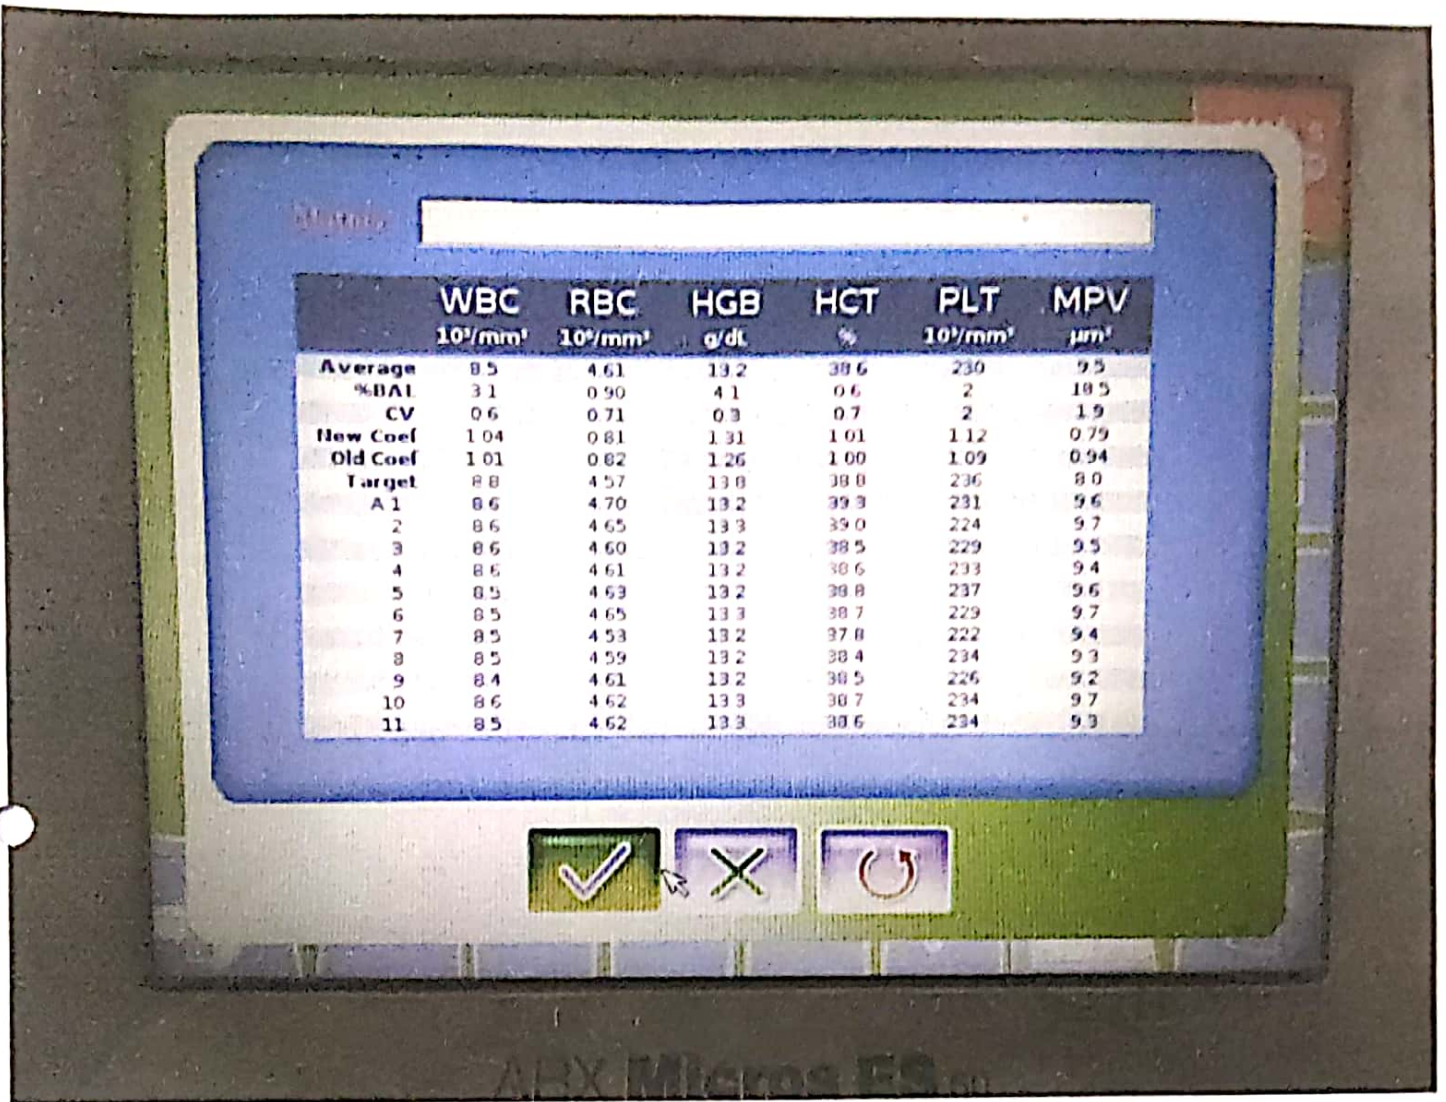 WBC RBC HGB HCT PLT MPV
10³/mm³ 10⁶/mm³ g/dL % 10³/mm³ µm³
Average 8.5 4.61 13.2 38.6 230 9.5
%BAL 3.1 0.90 4.1 0.6 2 18.5
CV 0.6 0.71 0.3 0.7 2 1.9
New Coef 1.04 0.81 1.31 1.01 1.12 0.79
Old Coef 1.01 0.82 1.26 1.00 1.09 0.94
Target 8.8 4.57 13.8 38.8 236 8.0
A 1 8.6 4.70 13.2 39.3 231 9.6
2 8.6 4.65 13.3 39.0 224 9.7
3 8.6 4.60 13.2 38.5 229 9.5
4 8.6 4.61 13.2 38.6 233 9.4
5 8.5 4.63 13.2 38.8 237 9.6
6 8.5 4.65 13.3 38.7 229 9.7
7 8.5 4.53 13.2 37.8 222 9.4
8 8.5 4.59 13.2 38.4 234 9.3
9 8.4 4.61 13.2 38.5 226 9.2
10 8.6 4.62 13.3 38.7 234 9.7
11 8.5 4.62 13.3 38.6 234 9.3
ABX Micros ES 60